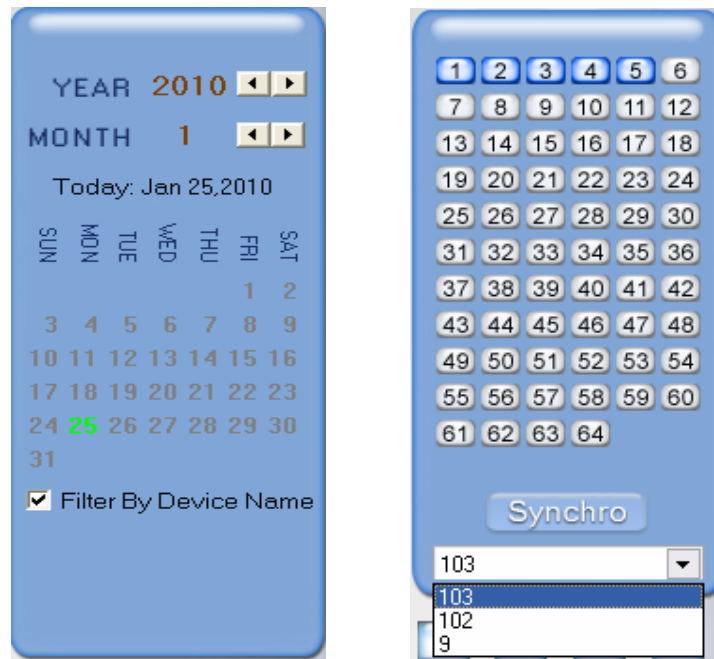 YEAR 2010
MONTH 1
Today: Jan 25,2010
SUN MON TUE WED THU FRI SAT
1 2
3 4 5 6 7 8 9
10 11 12 13 14 15 16
17 18 19 20 21 22 23
24 25 26 27 28 29 30
31
Filter By Device Name
1 2 3 4 5 6
7 8 9 10 11 12
13 14 15 16 17 18
19 20 21 22 23 24
25 26 27 28 29 30
31 32 33 34 35 36
37 38 39 40 41 42
43 44 45 46 47 48
49 50 51 52 53 54
55 56 57 58 59 60
61 62 63 64
Synchro
103
103
102
9